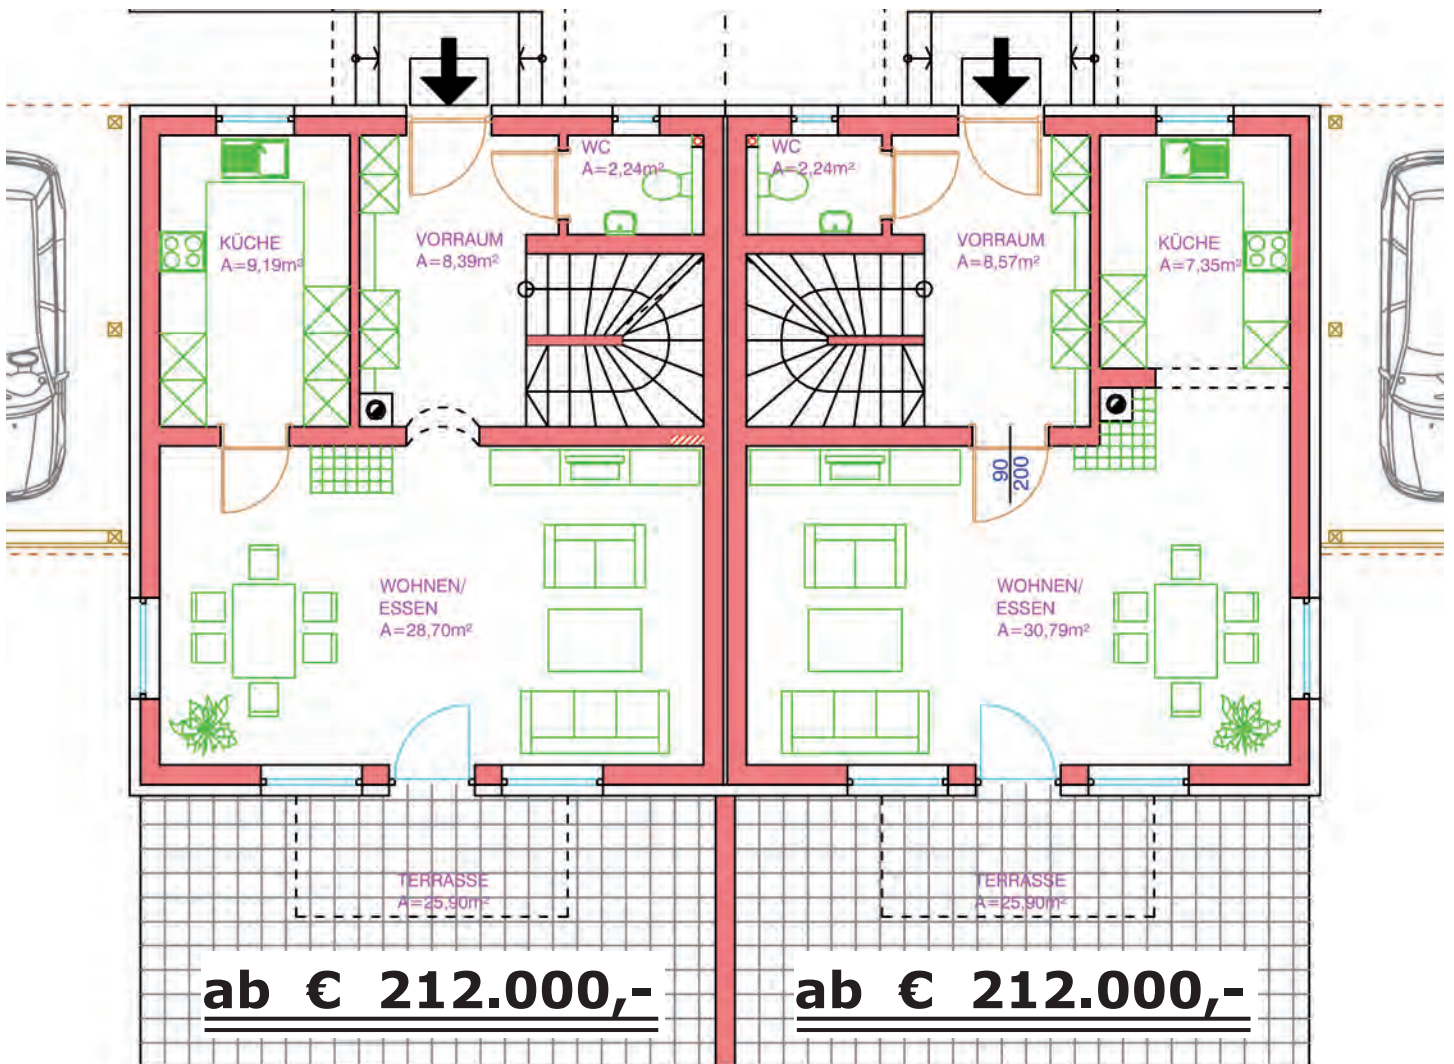 WC
A=2,24m²
WC
A=2,24m²
KÜCHE
A=9,19m²
VORRAUM
A=8,39m²
VORRAUM
A=8,57m²
KÜCHE
A=7,35m²
90
200
WOHNEN/
ESSEN
A=28,70m²
WOHNEN/
ESSEN
A=30,79m²
TERRASSE
A=25,90m²
TERRASSE
A=25,90m²
ab € 212.000,-
ab € 212.000,-